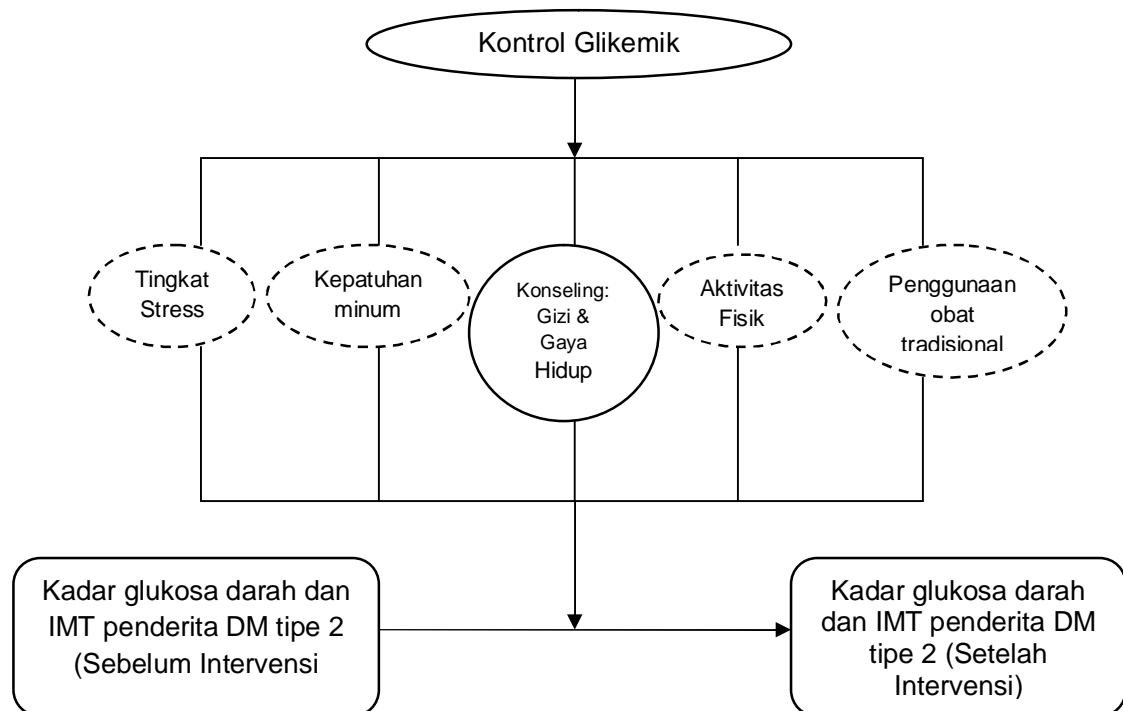 Kontrol Glikemik
Tingkat
Stress
Kepatuhan
minum
Konseling:
Gizi &
Gaya
Hidup
Aktivitas
Fisik
Penggunaan
obat
tradisional
Kadar glukosa darah dan
IMT penderita DM tipe 2
(Sebelum Intervensi
Kadar glukosa darah
dan IMT penderita DM
tipe 2 (Setelah
Intervensi)